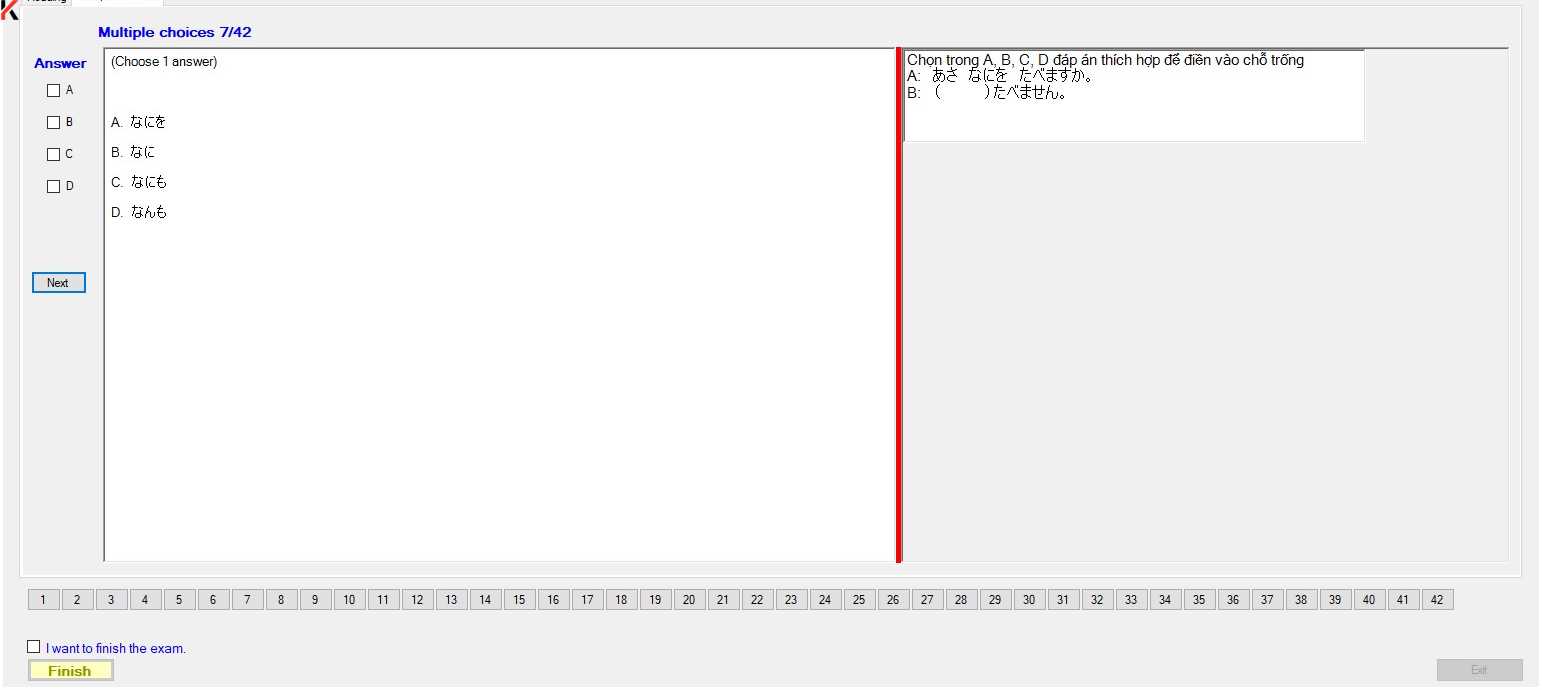 Multiple choices 7/42
Answer
A
B
C
D
Next
(Choose 1 answer)
A. なにを
B. なに
C. なにも
D. なんも
Chọn trong A, B, C, D đáp án thích hợp để điền vào chỗ trống
A: あさ なにを たべますか。
B: (     )たべません。
1 2 3 4 5 6 7 8 9 10 11 12 13 14 15 16 17 18 19 20 21 22 23 24 25 26 27 28 29 30 31 32 33 34 35 36 37 38 39 40 41 42
I want to finish the exam.
Finish
Exit